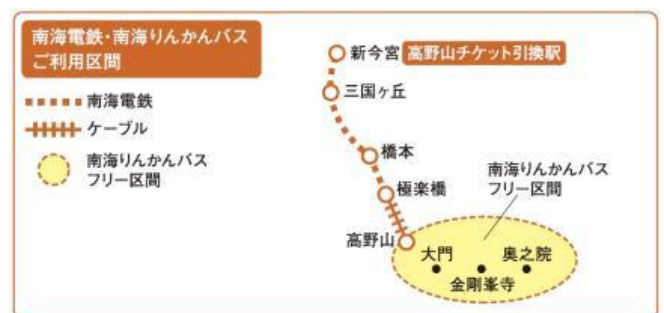 南海電鉄・南海りんかんバス
ご利用区間
南海電鉄
ケーブル
南海りんかんバス
フリー区間
新今宮 高野山チケット引換駅
三国ヶ丘
橋本
極楽橋
高野山
南海りんかんバス
フリー区間
大門
奥之院
金剛峯寺